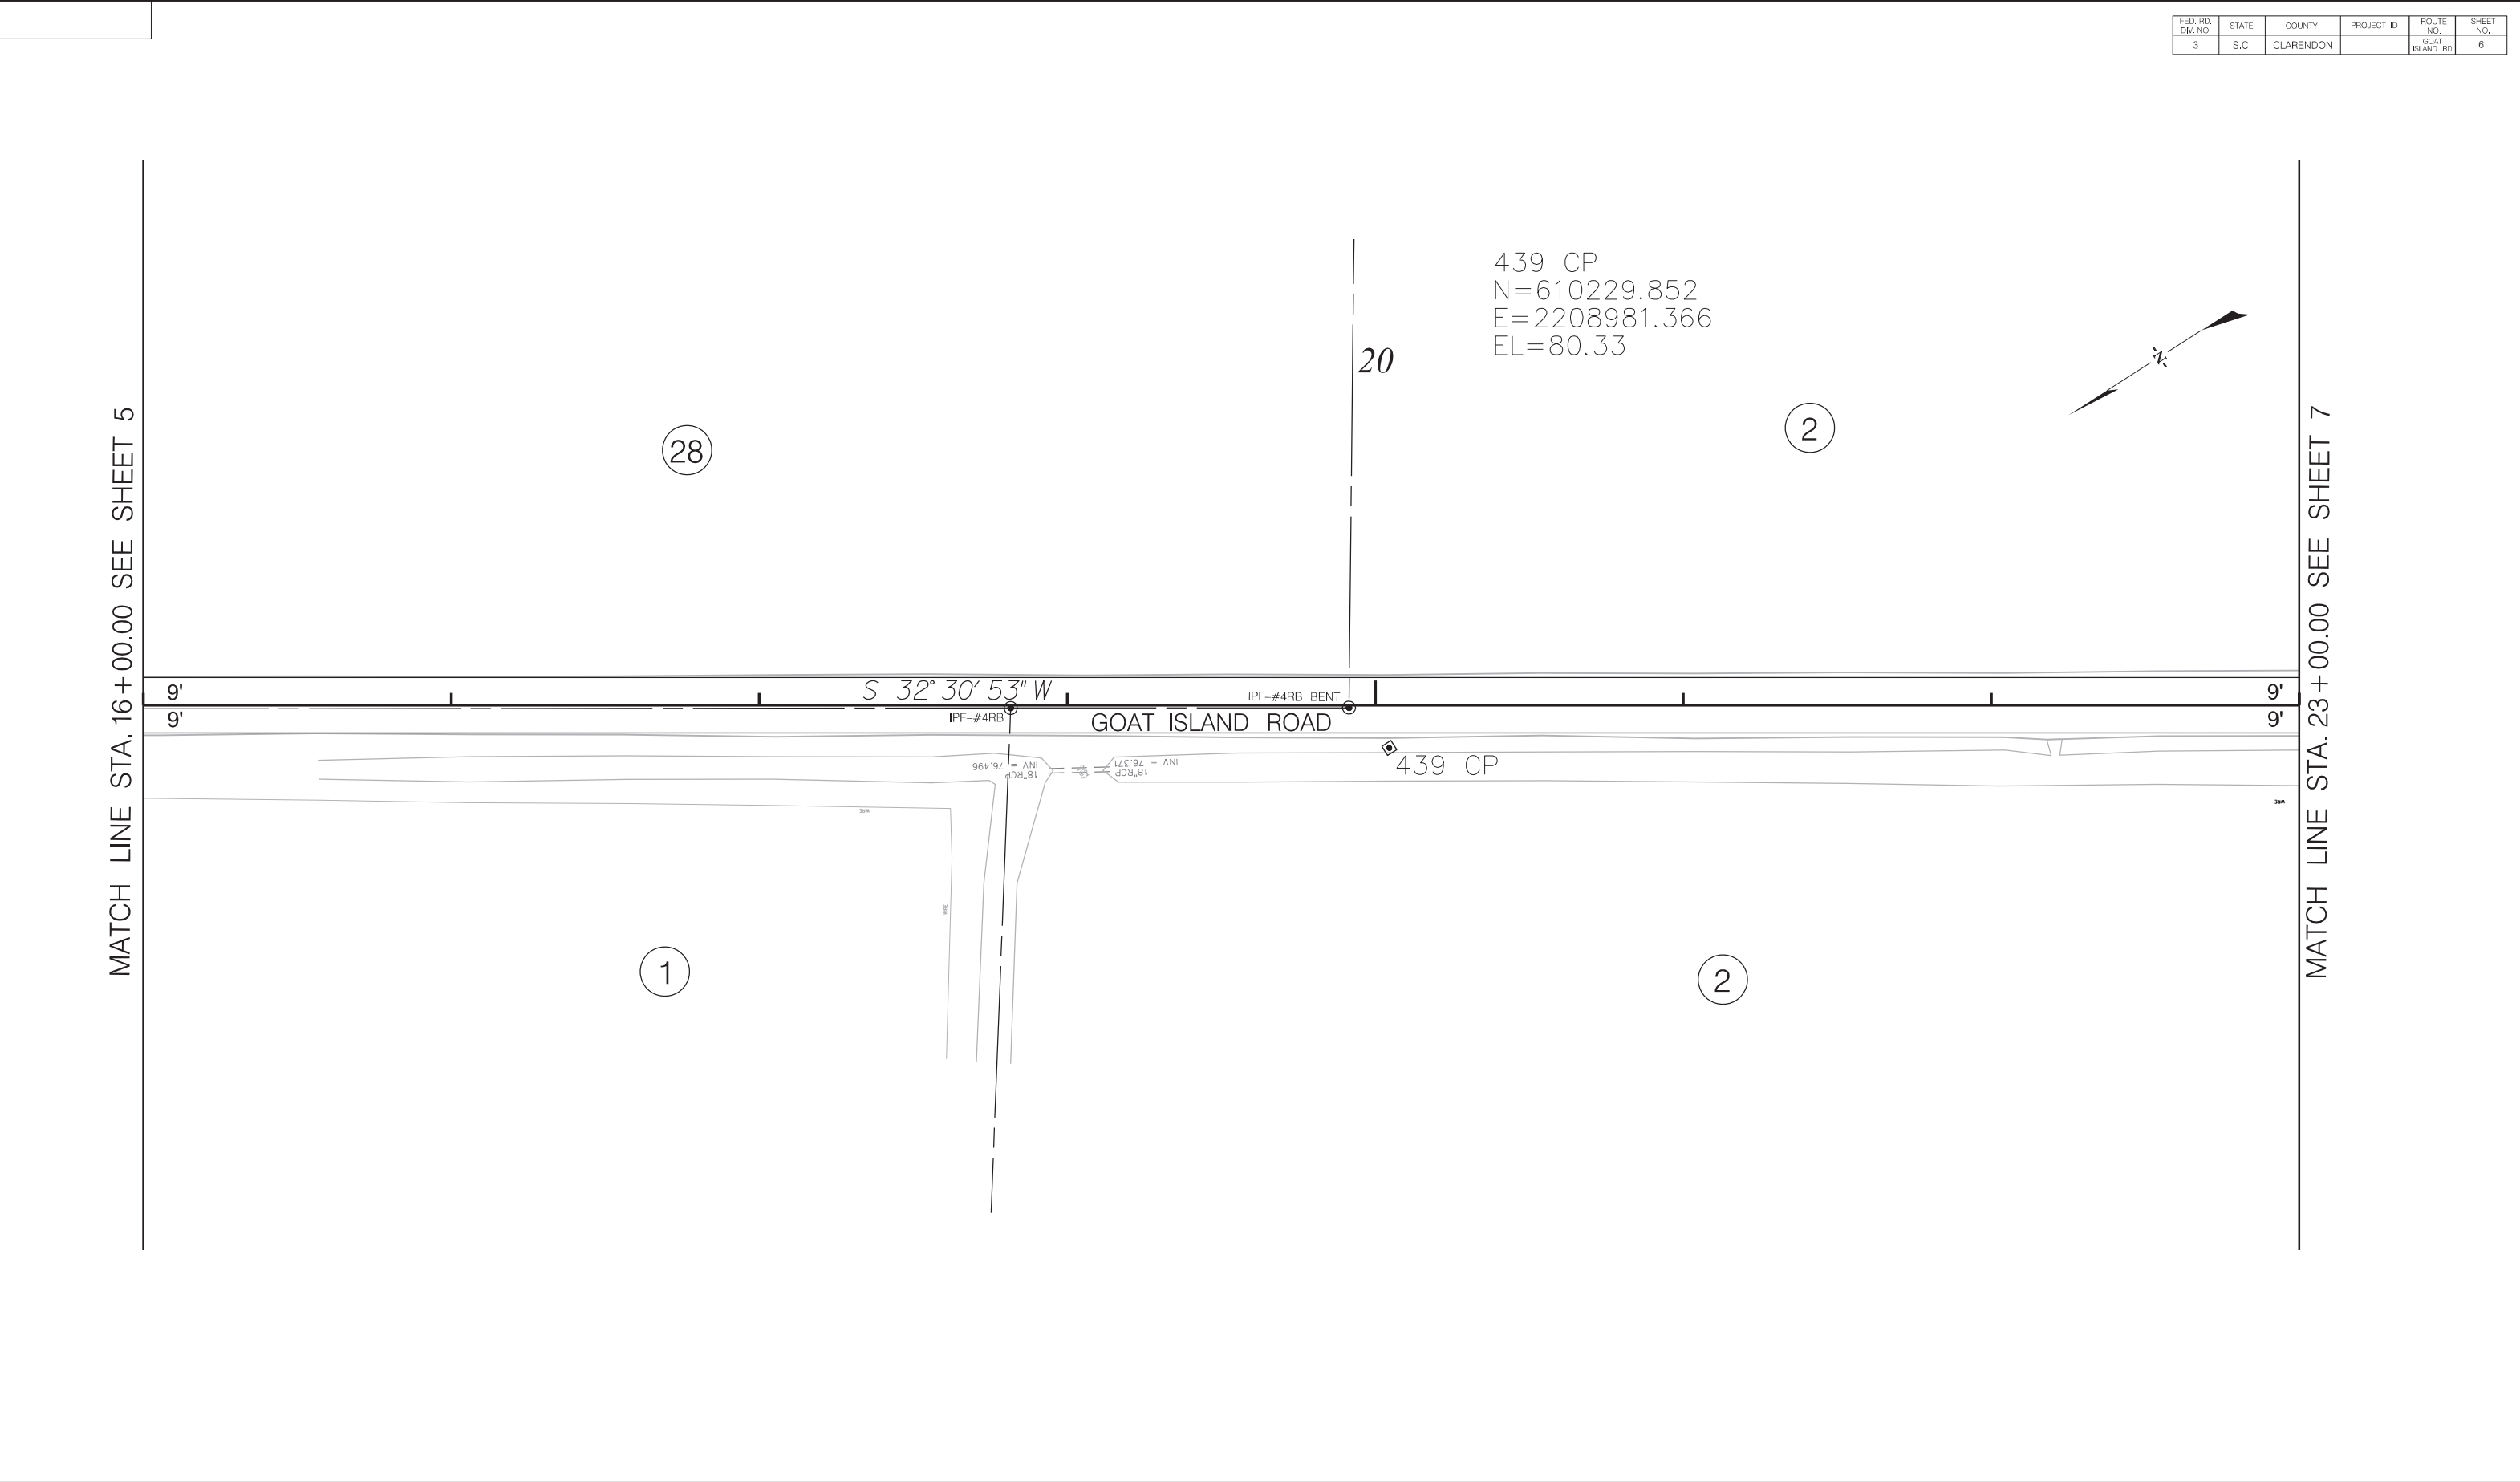 FED. RD. DIV. NO. STATE COUNTY PROJECT ID ROUTE NO. SHEET NO.
3 S.C. CLARENDON GOAT ISLAND RD 6
439 CP
N=610229.852
E=2208981.366
EL=80.33
N
20
28
2
MATCH LINE STA. 16+00.00 SEE SHEET 5
MATCH LINE STA. 23+00.00 SEE SHEET 7
9'
S 32° 30' 53" W
IPF-#4RB BENT
9'
9'
IPF-#4RB
GOAT ISLAND ROAD
9'
18"RCP
INV = 76.496
18"RCP
INV = 76.371
439 CP
1
2